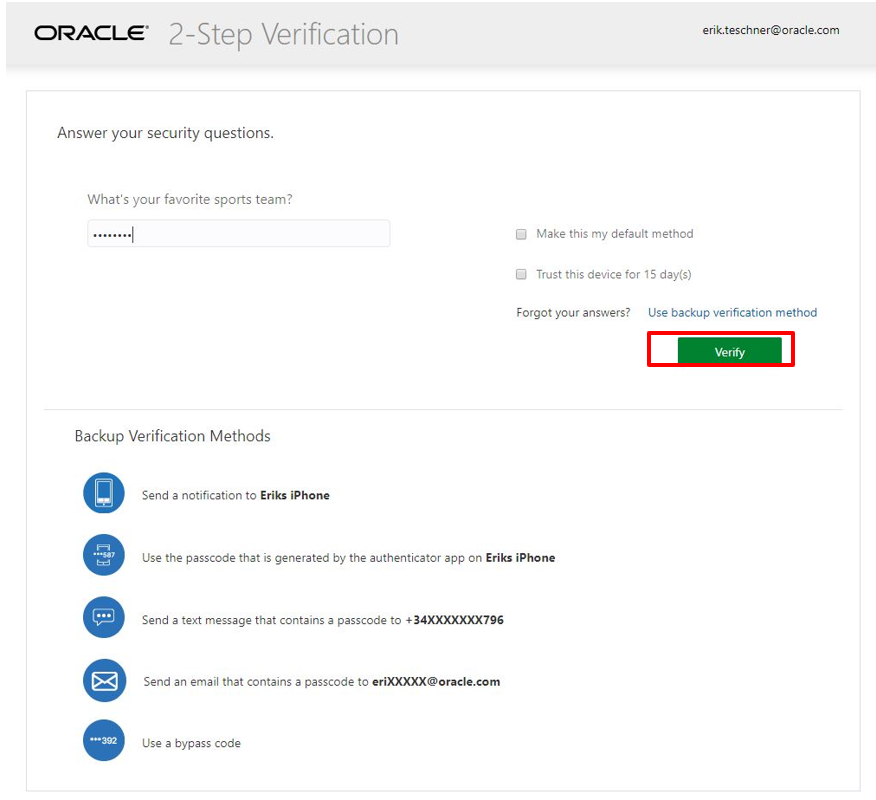 ORACLE® 2-Step Verification
erik.teschner@oracle.com
Answer your security questions.
What's your favorite sports team?
••••••••
Make this my default method
Trust this device for 15 day(s)
Forgot your answers? Use backup verification method
Verify
Backup Verification Methods
Send a notification to Eriks iPhone
•••587
Use the passcode that is generated by the authenticator app on Eriks iPhone
Send a text message that contains a passcode to +34XXXXXXX796
Send an email that contains a passcode to eriXXXXX@oracle.com
•••392
Use a bypass code